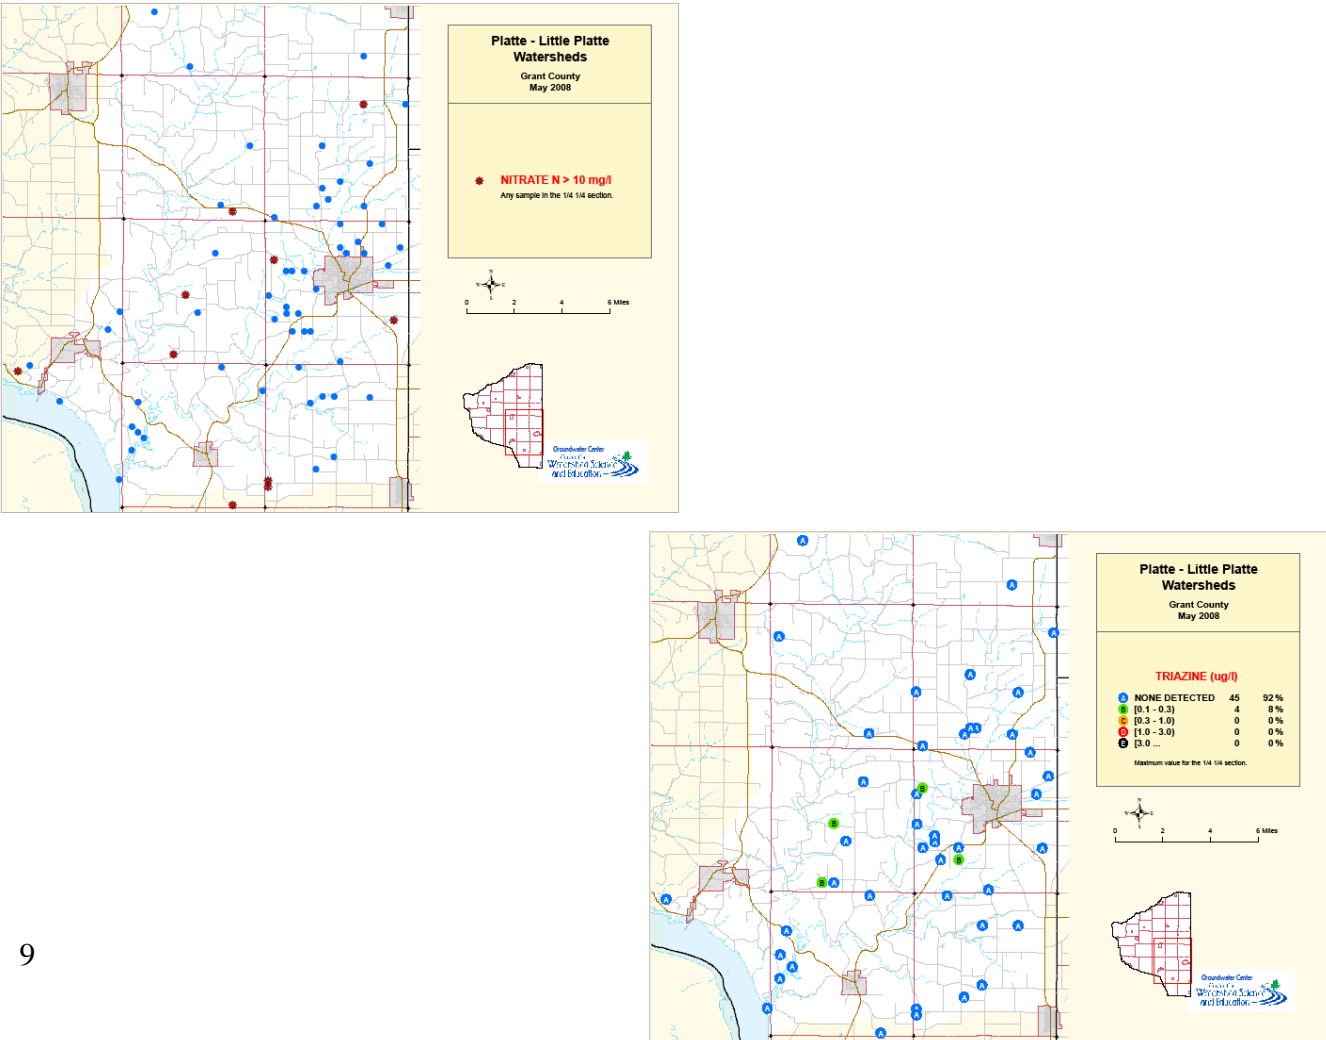 Platte - Little Platte
Watersheds
Grant County
May 2008
NITRATE N > 10 mg/l
Any sample in the 1/4 1/4 section.
N
W
E
S
0 2 4 6 Miles
Groundwater Center
Center for
Watershed Science
and Education
Platte - Little Platte
Watersheds
Grant County
May 2008
TRIAZINE (ug/l)
A NONE DETECTED 45 92 %
B [0.1 - 0.3) 4 8 %
C [0.3 - 1.0) 0 0 %
D [1.0 - 3.0) 0 0 %
E [3.0 ... 0 0 %
Maximum value for the 1/4 1/4 section.
N
W
E
S
0 2 4 6 Miles
Groundwater Center
Center for
Watershed Science
and Education
9